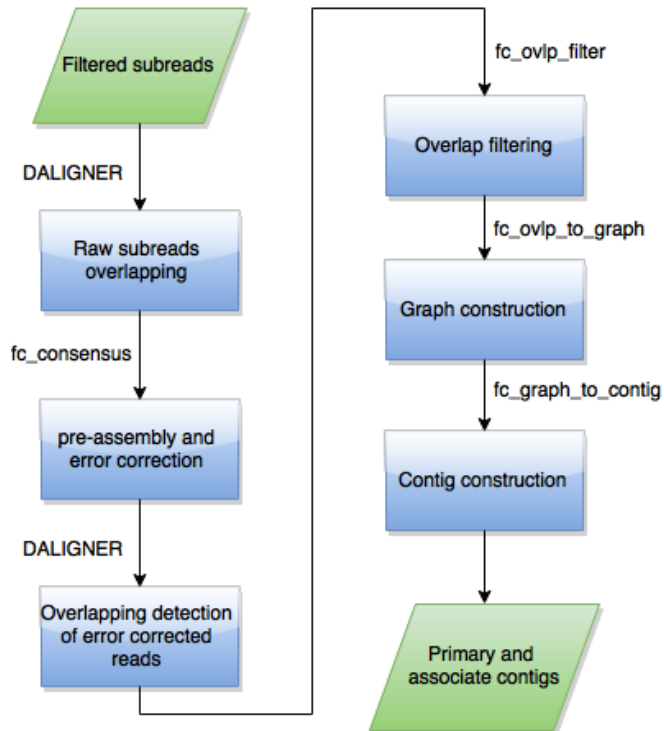 Filtered subreads
DALIGNER
Raw subreads
overlapping
fc_consensus
pre-assembly and
error correction
DALIGNER
Overlapping detection
of error corrected
reads
fc_ovlp_filter
Overlap filtering
fc_ovlp_to_graph
Graph construction
fc_graph_to_contig
Contig construction
Primary and
associate contigs